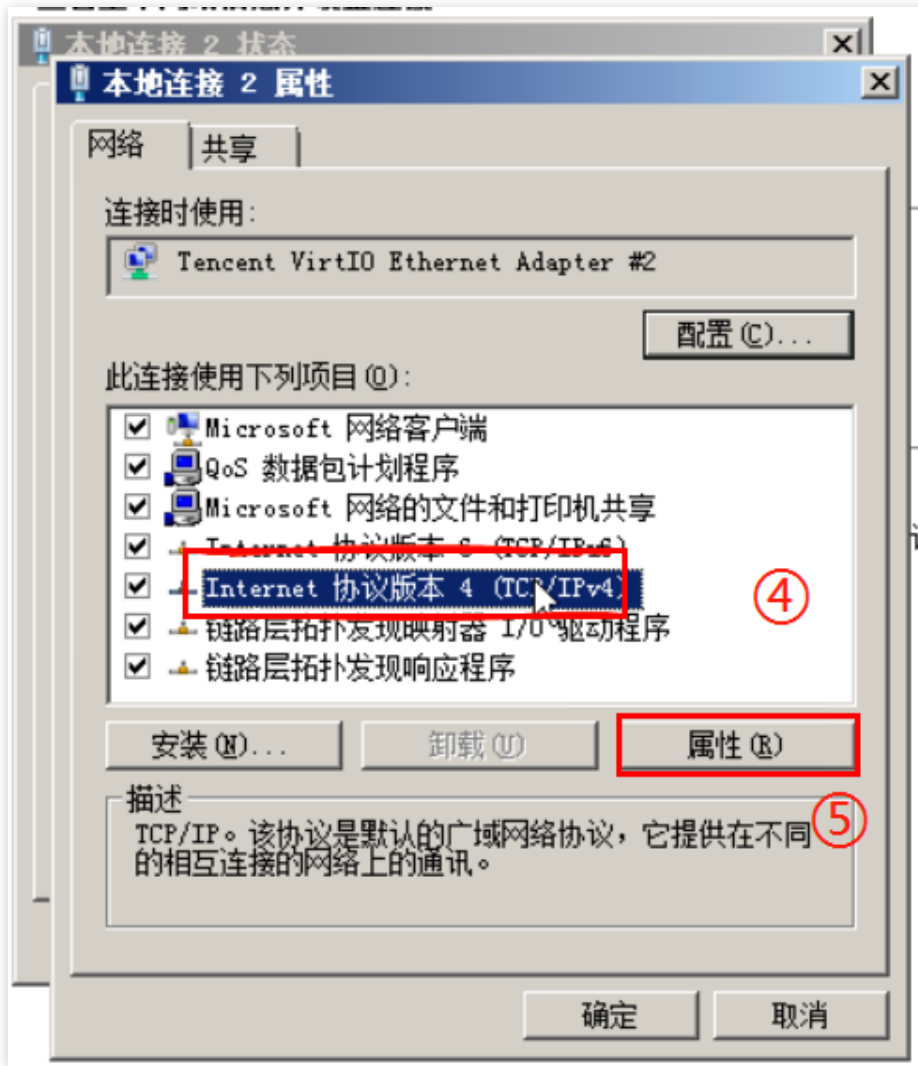 本地连接 2 状态
本地连接 2 属性
网络
共享
连接时使用:
Tencent VirtIO Ethernet Adapter #2
配置(C)...
此连接使用下列项目(O):
Microsoft 网络客户端
QoS 数据包计划程序
Microsoft 网络的文件和打印机共享
Internet 协议版本 6 (TCP/IPv6)
Internet 协议版本 4 (TCP/IPv4)
④
链路层拓扑发现映射器 I/O 驱动程序
链路层拓扑发现响应程序
安装(N)...
卸载(U)
属性(R)
⑤
描述
TCP/IP。该协议是默认的广域网络协议，它提供在不同
的相互连接的网络上的通讯。
确定
取消